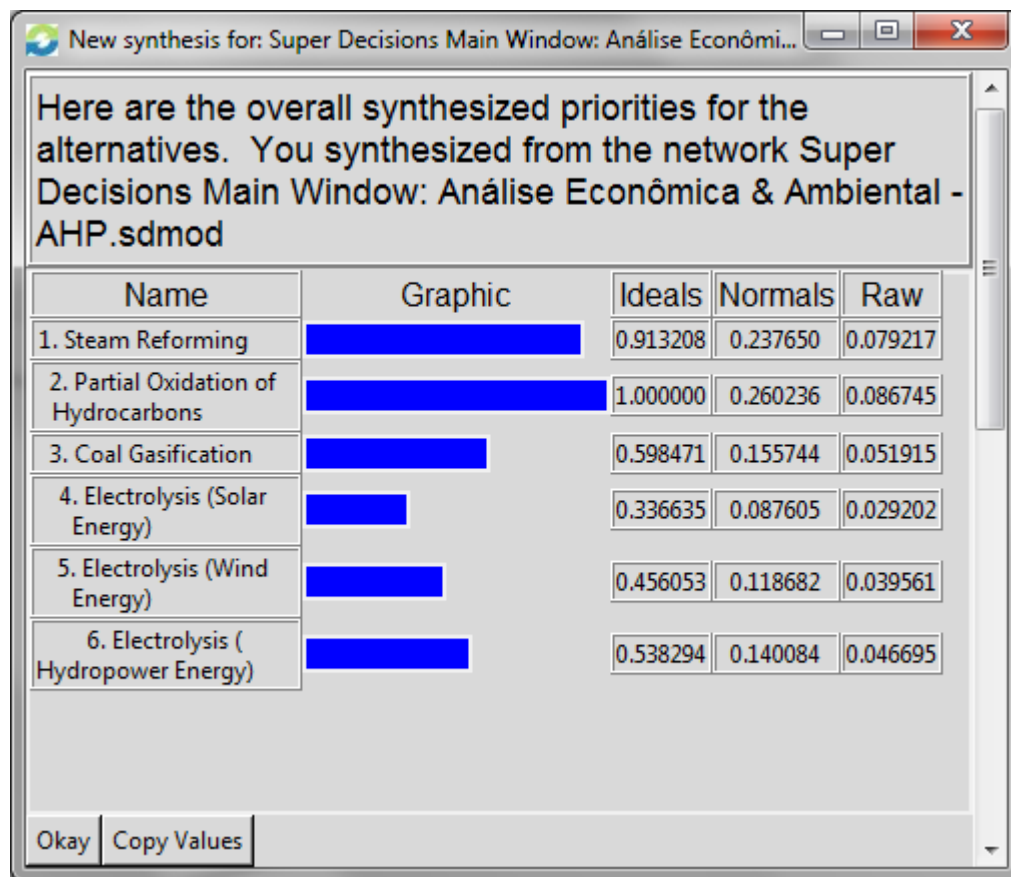 New synthesis for: Super Decisions Main Window: Análise Econômi...
Here are the overall synthesized priorities for the
alternatives.  You synthesized from the network Super
Decisions Main Window: Análise Econômica & Ambiental -
AHP.sdmod
Name Graphic Ideals Normals Raw
1. Steam Reforming 0.913208 0.237650 0.079217
2. Partial Oxidation of
Hydrocarbons 1.000000 0.260236 0.086745
3. Coal Gasification 0.598471 0.155744 0.051915
4. Electrolysis (Solar
Energy) 0.336635 0.087605 0.029202
5. Electrolysis (Wind
Energy) 0.456053 0.118682 0.039561
6. Electrolysis (
Hydropower Energy) 0.538294 0.140084 0.046695
Okay Copy Values